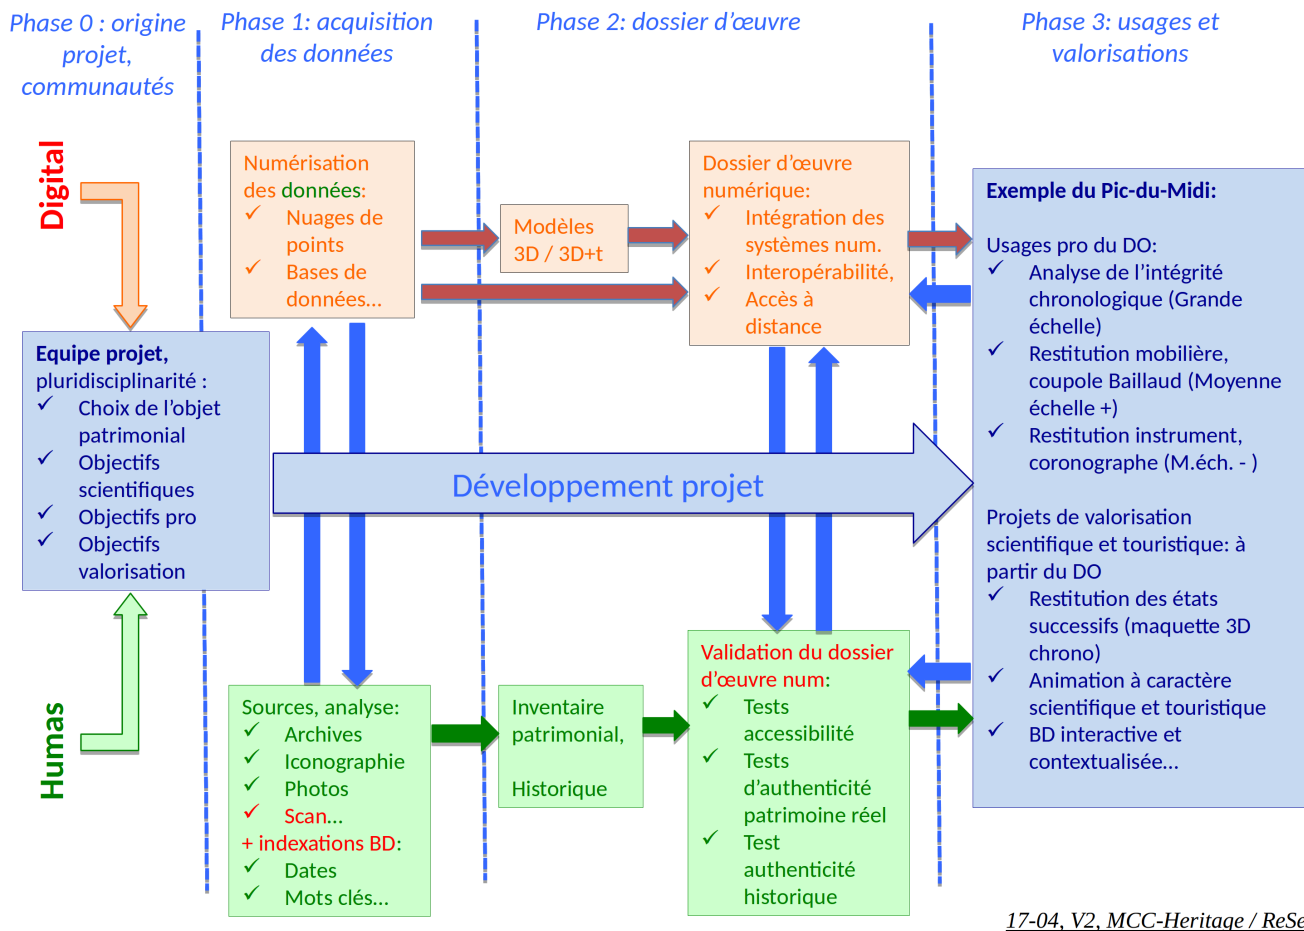 Phase 0 : origine
projet,
communautés
Phase 1: acquisition
des données
Phase 2: dossier d’œuvre
Phase 3: usages et
valorisations
Digital
Humas
Equipe projet,
pluridisciplinarité :
✓ Choix de l’objet
patrimonial
✓ Objectifs
scientifiques
✓ Objectifs pro
✓ Objectifs
valorisation
Numérisation
des données:
✓ Nuages de
points
✓ Bases de
données...
Modèles
3D / 3D+t
Dossier d’œuvre
numérique:
✓ Intégration des
systèmes num.
✓ Interopérabilité,
✓ Accès à
distance
Développement projet
Sources, analyse:
✓ Archives
✓ Iconographie
✓ Photos
✓ Scan...
+ indexations BD:
✓ Dates
✓ Mots clés...
Inventaire
patrimonial,
Historique
Validation du dossier
d’œuvre num:
✓ Tests
accessibilité
✓ Tests
d’authenticité
patrimoine réel
✓ Test
authenticité
historique
Exemple du Pic-du-Midi:
Usages pro du DO:
✓ Analyse de l’intégrité
chronologique (Grande
échelle)
✓ Restitution mobilière,
coupole Baillaud (Moyenne
échelle +)
✓ Restitution instrument,
coronographe (M.éch. - )
Projets de valorisation
scientifique et touristique: à
partir du DO
✓ Restitution des états
successifs (maquette 3D
chrono)
✓ Animation à caractère
scientifique et touristique
✓ BD interactive et
contextualisée...
17-04, V2, MCC-Heritage / ReSe